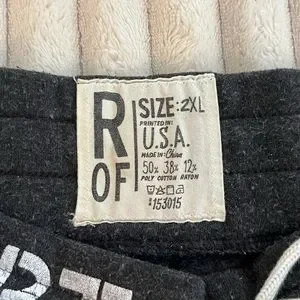 R
OF
SIZE: 2XL
PRINTED IN:
U.S.A.
MADE IN: China
50% 38% 12%
POLY COTTON RAYON
#153015